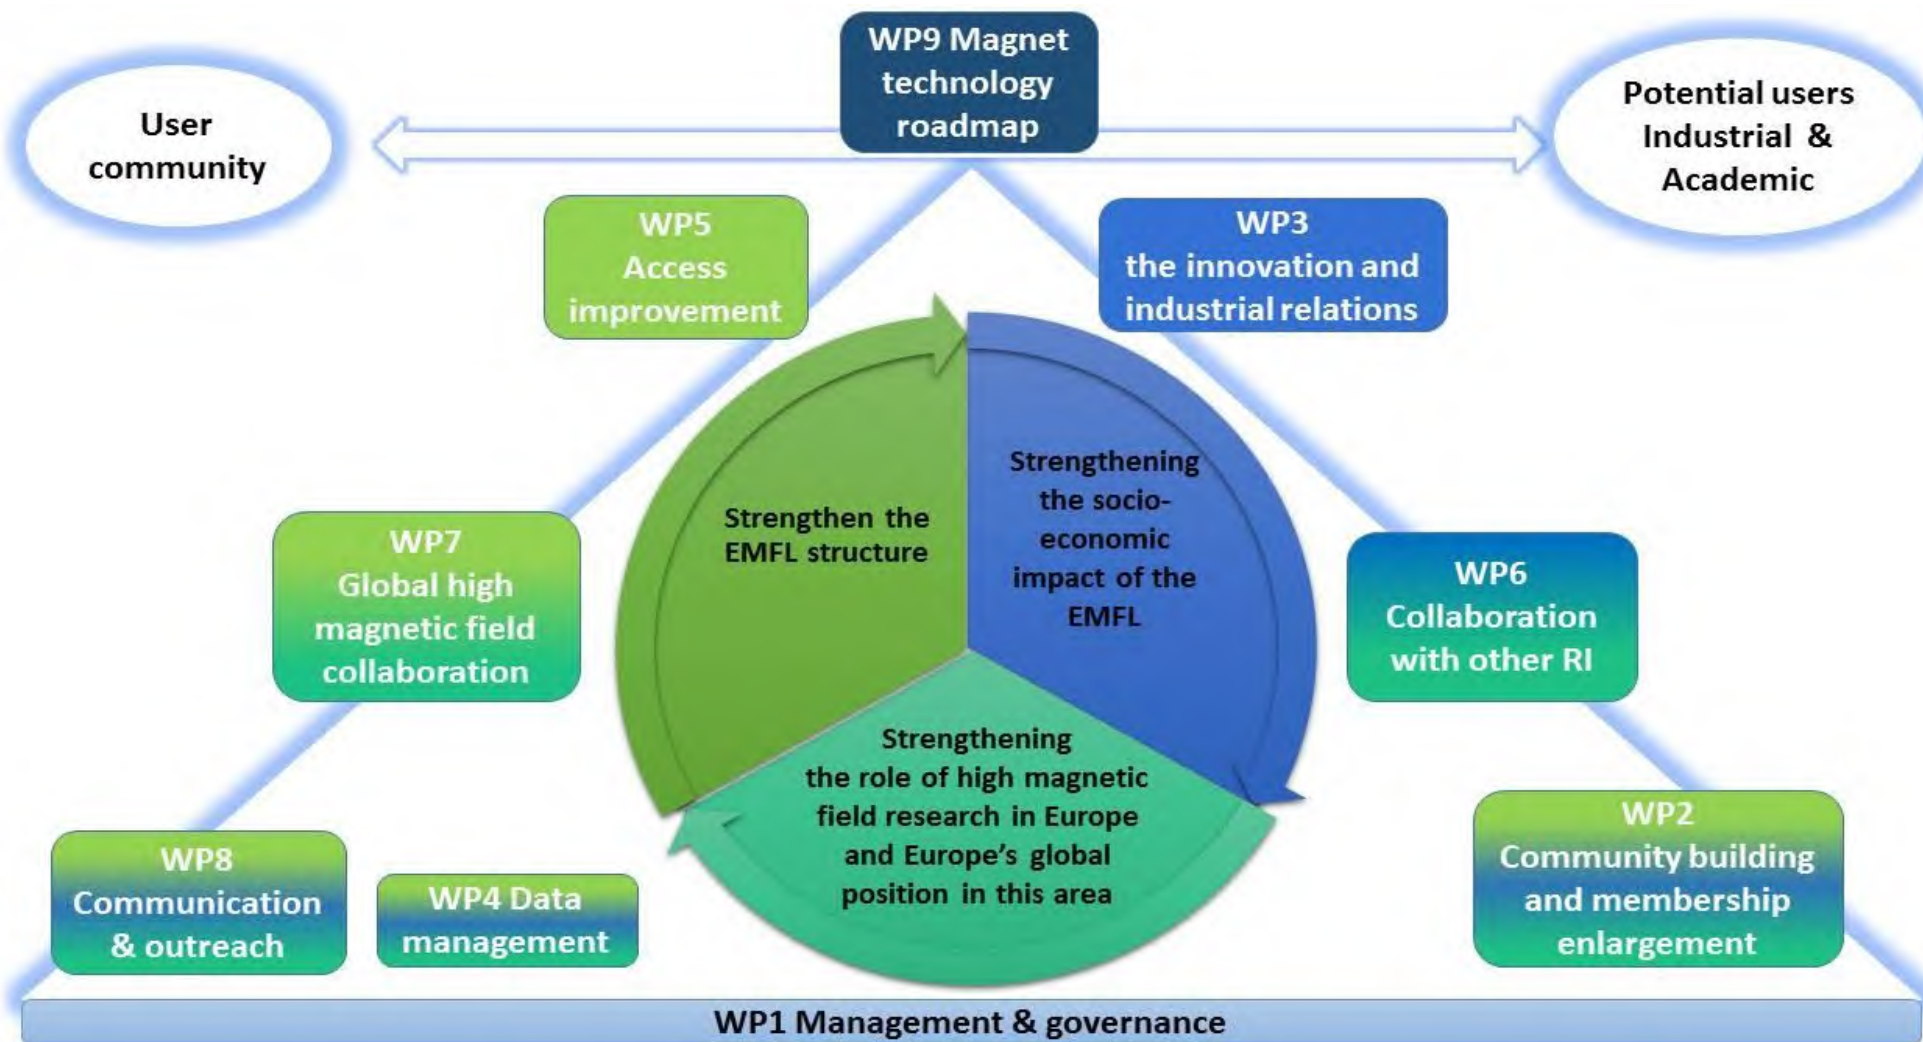 WP9 Magnet
technology
roadmap
User
community
Potential users
Industrial &
Academic
WP5
Access
improvement
WP3
the innovation and
industrial relations
Strengthen the
EMFL structure
Strengthening
the socio-
economic
impact of the
EMFL
WP7
Global high
magnetic field
collaboration
WP6
Collaboration
with other RI
Strengthening
the role of high magnetic
field research in Europe
and Europe's global
position in this area
WP8
Communication
& outreach
WP4 Data
management
WP2
Community building
and membership
enlargement
WP1 Management & governance